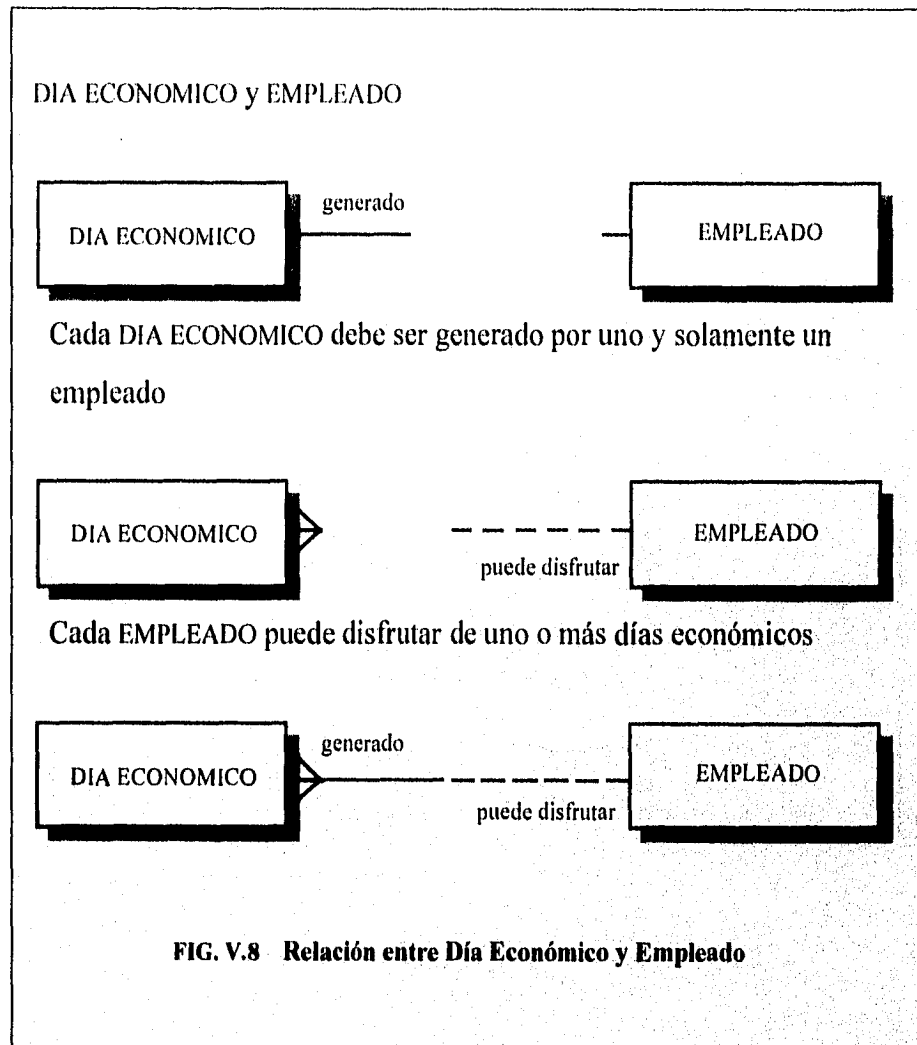 DIA ECONOMICO y EMPLEADO
generado
DIA ECONOMICO
EMPLEADO
Cada DIA ECONOMICO debe ser generado por uno y solamente un
empleado
DIA ECONOMICO
EMPLEADO
puede disfrutar
Cada EMPLEADO puede disfrutar de uno o más días económicos
generado
DIA ECONOMICO
EMPLEADO
puede disfrutar
FIG. V.8 Relación entre Día Económico y Empleado